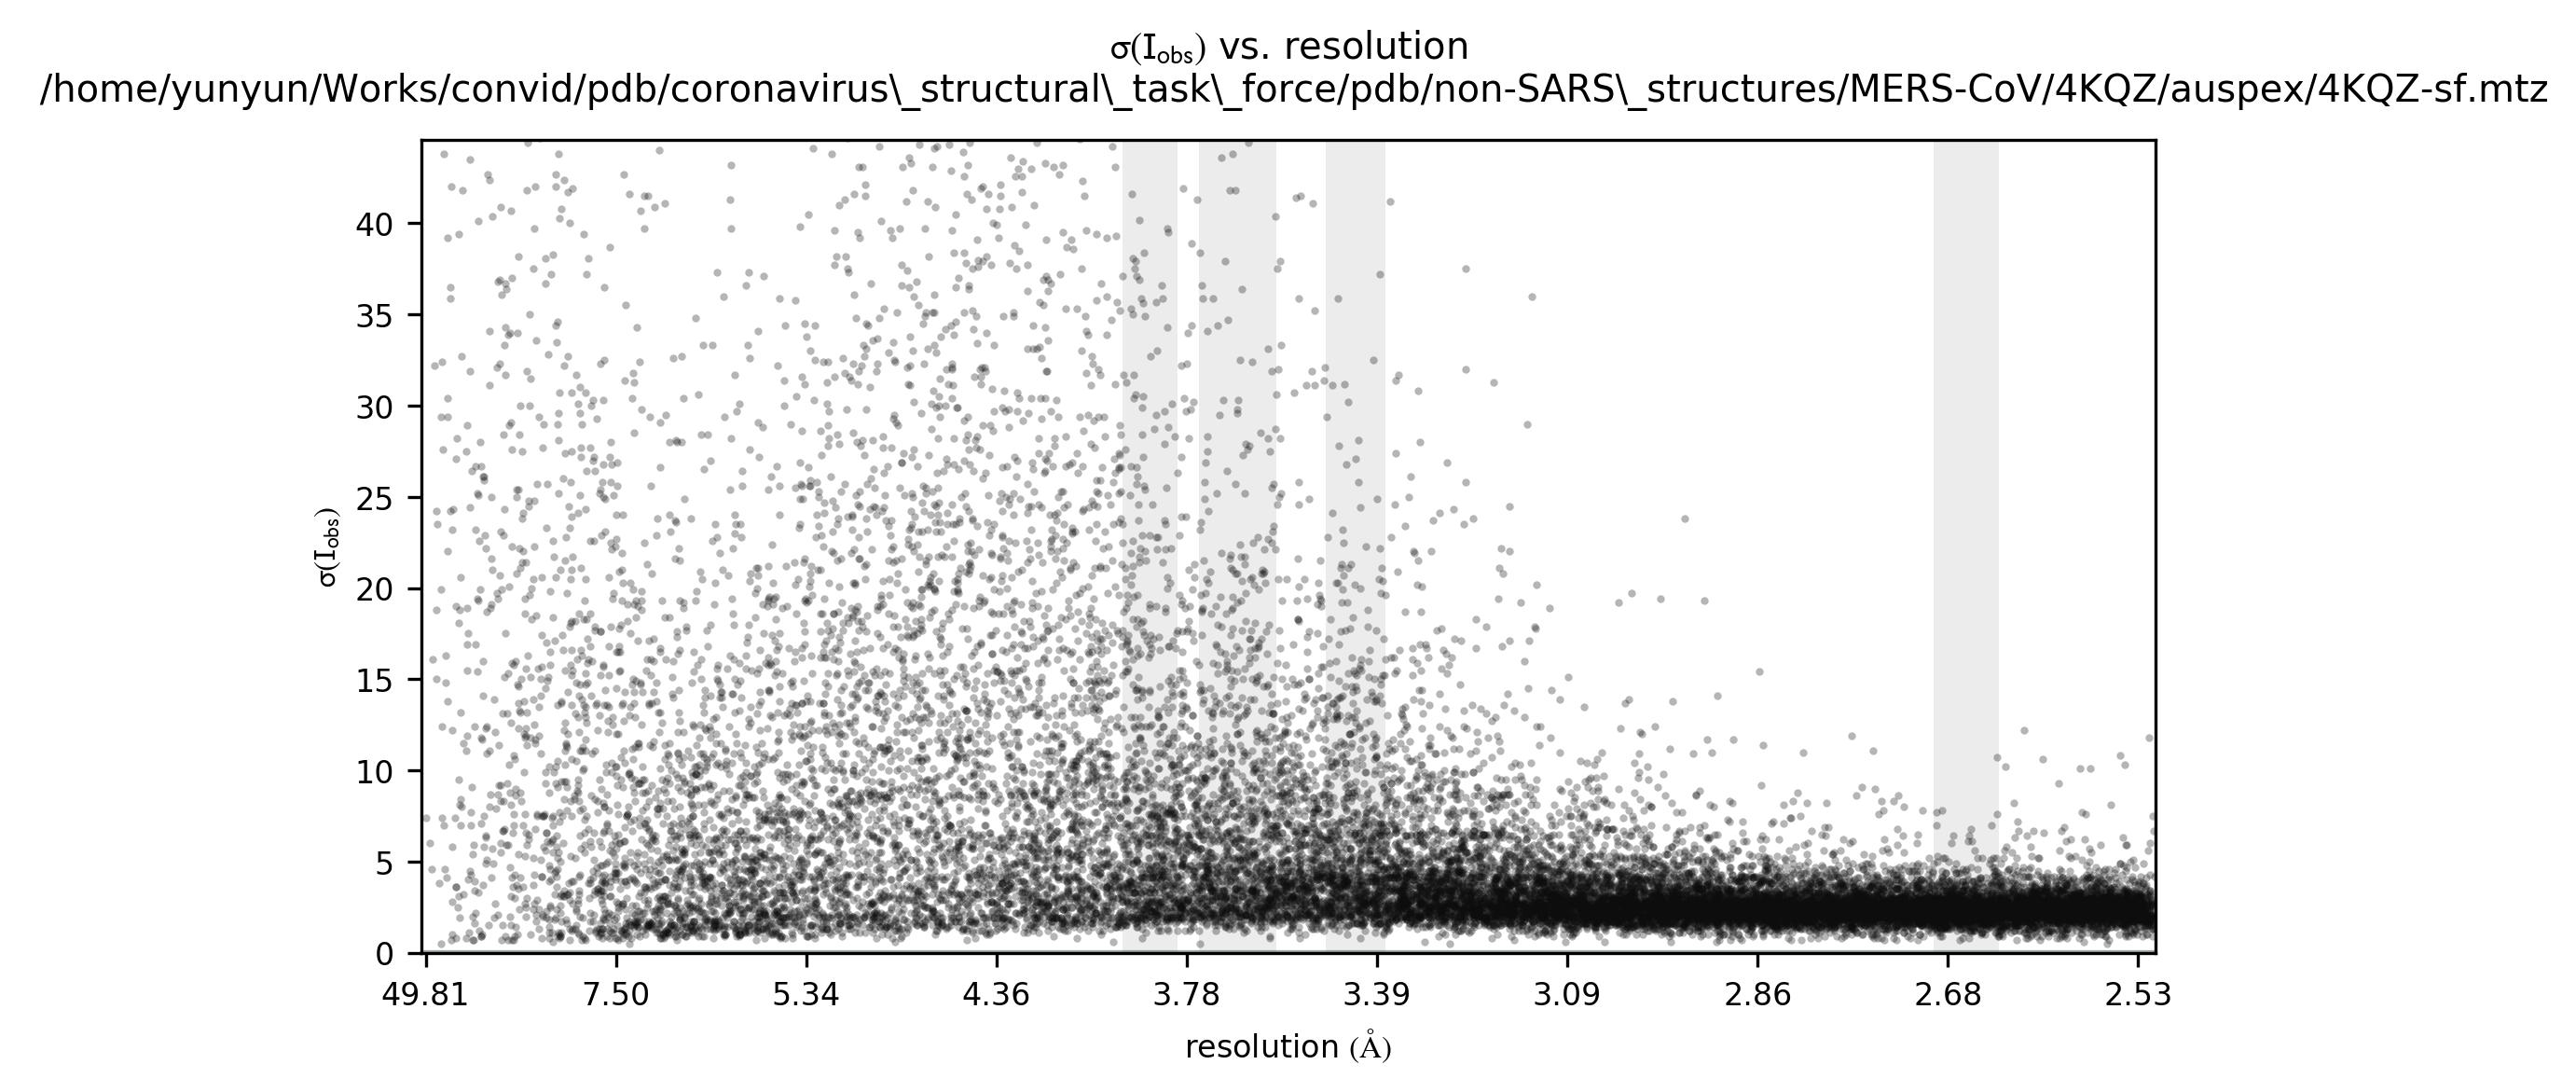 σ(I_obs) vs. resolution
/home/yunyun/Works/convid/pdb/coronavirus\_structural\_task\_force/pdb/non-SARS\_structures/MERS-CoV/4KQZ/auspex/4KQZ-sf.mtz
σ(I_obs)
40
35
30
25
20
15
10
5
0
49.81 7.50 5.34 4.36 3.78 3.39 3.09 2.86 2.68 2.53
resolution (Å)